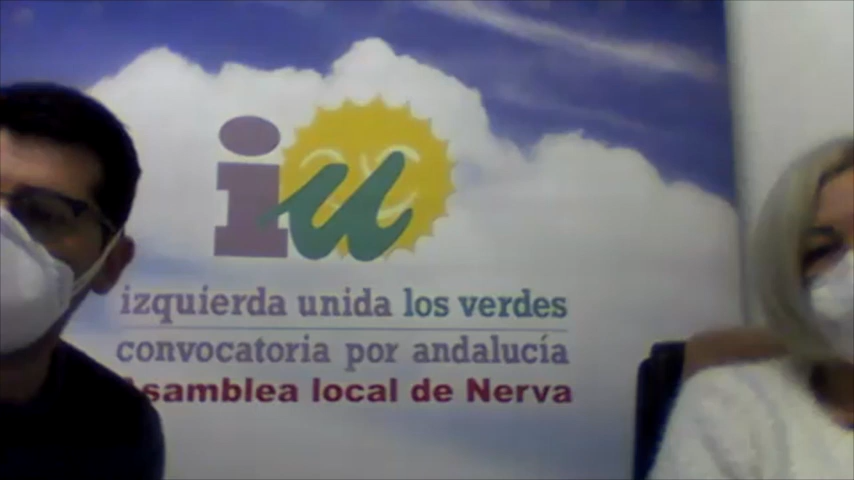 iu
izquierda unida los verdes
convocatoria por andalucía
Asamblea local de Nerva